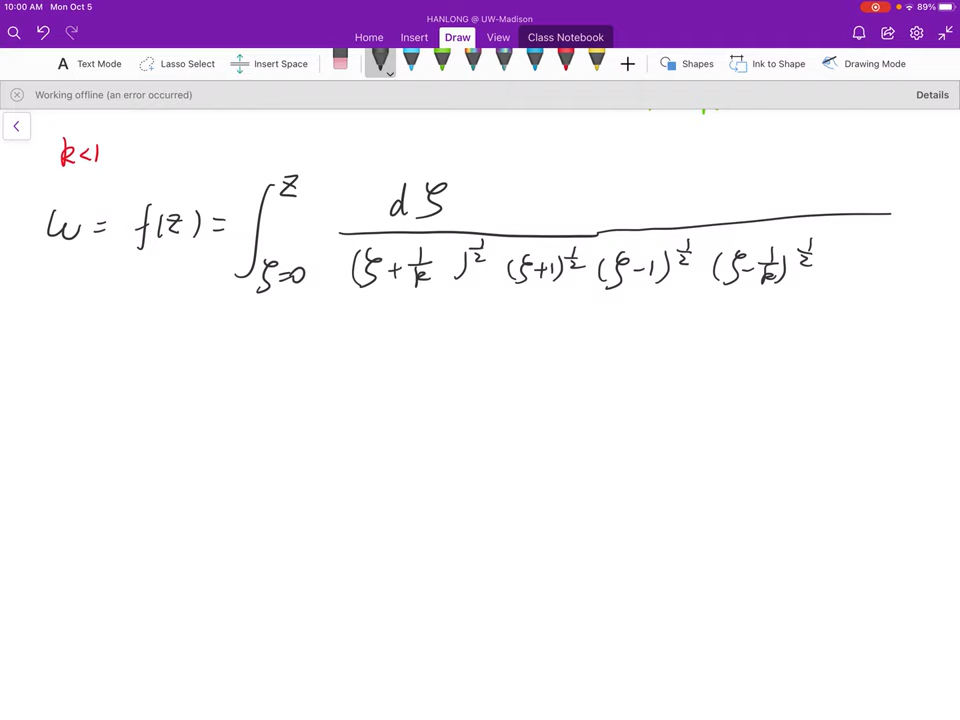 10:00 AM Mon Oct 5 89%
HANLONG @ UW-Madison
Home Insert Draw View Class Notebook
A Text Mode Lasso Select Insert Space Shapes Ink to Shape Drawing Mode
Working offline (an error occurred) Details
k<1
w = f(z) = ∫_{ζ=0}^{z} dζ / (ζ+1/k)^{1/2} (ζ+1)^{1/2} (ζ-1)^{1/2} (ζ-1/k)^{1/2}